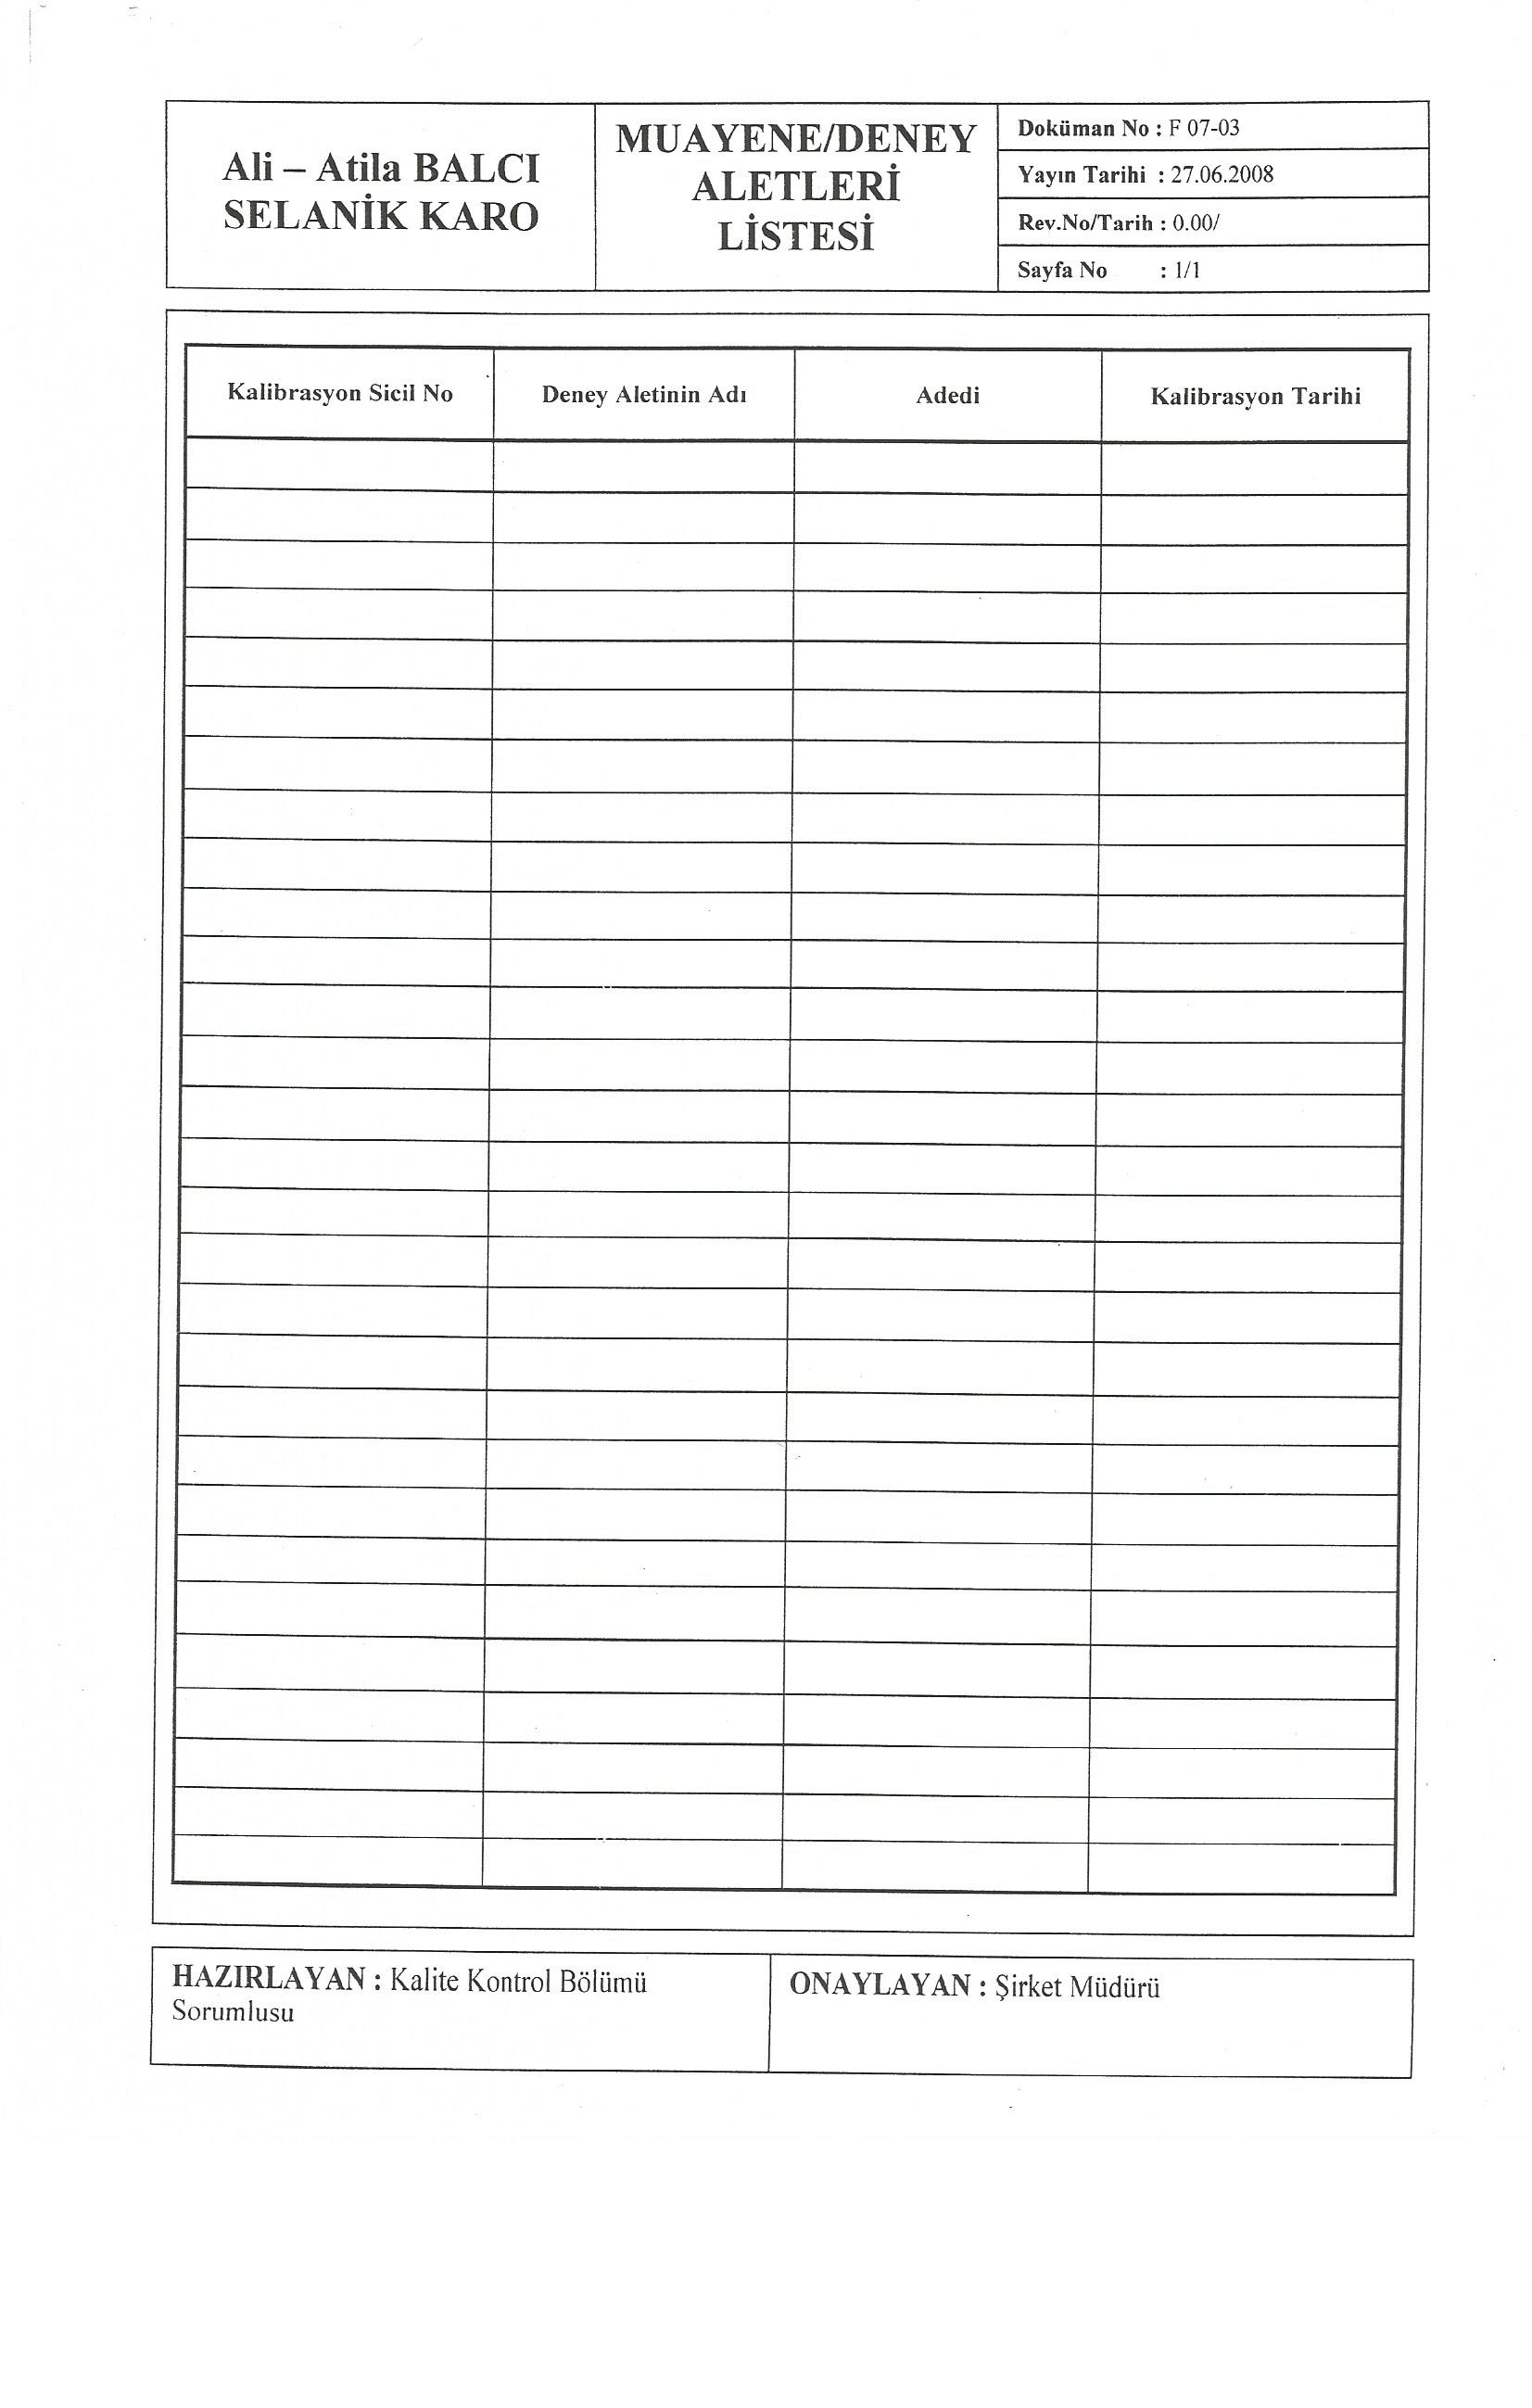 Ali – Atila BALCI
SELANİK KARO
MUAYENE/DENEY
ALETLERİ
LİSTESİ
Doküman No : F 07-03
Yayın Tarihi : 27.06.2008
Rev.No/Tarih : 0.00/
Sayfa No : 1/1
Kalibrasyon Sicil No
Deney Aletinin Adı
Adedi
Kalibrasyon Tarihi
HAZIRLAYAN : Kalite Kontrol Bölümü
Sorumlusu
ONAYLAYAN : Şirket Müdürü